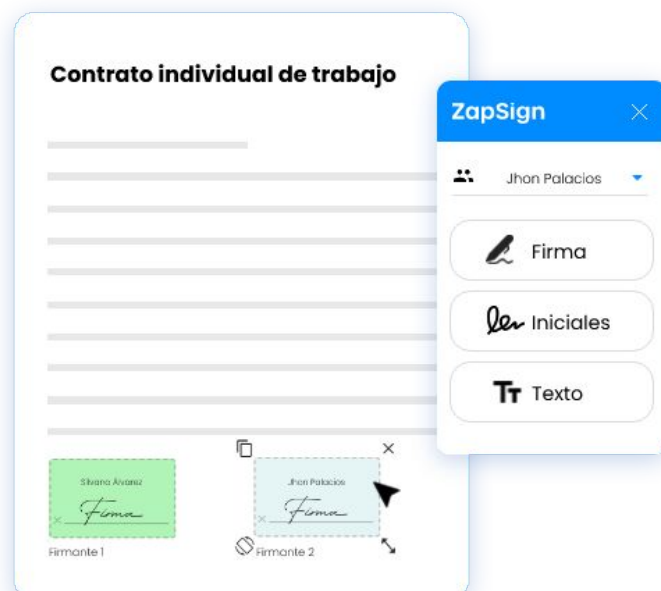 Contrato individual de trabajo
ZapSign
Jhon Palacios
Firma
Iniciales
Texto
Silvana Álvarez
Firma
Firmante 1
Jhon Palacios
Firma
Firmante 2